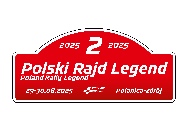 2025 2 2025
Polski Rajd Legend
Poland Rally Legend
29-30.08.2025 Polanica-Zdrój